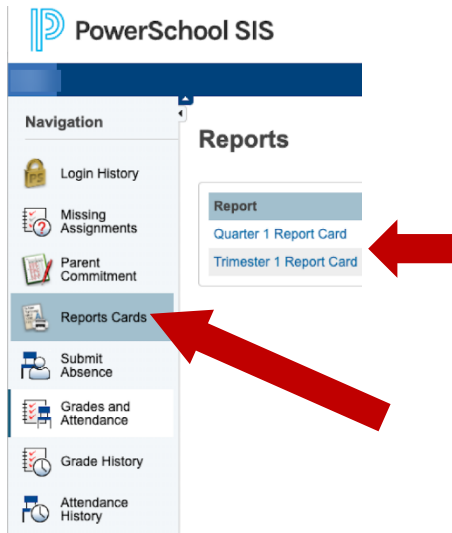 PowerSchool SIS
Navigation
Login History
Missing
Assignments
Parent
Commitment
Reports Cards
Submit
Absence
Grades and
Attendance
Grade History
Attendance
History
Reports
Report
Quarter 1 Report Card
Trimester 1 Report Card